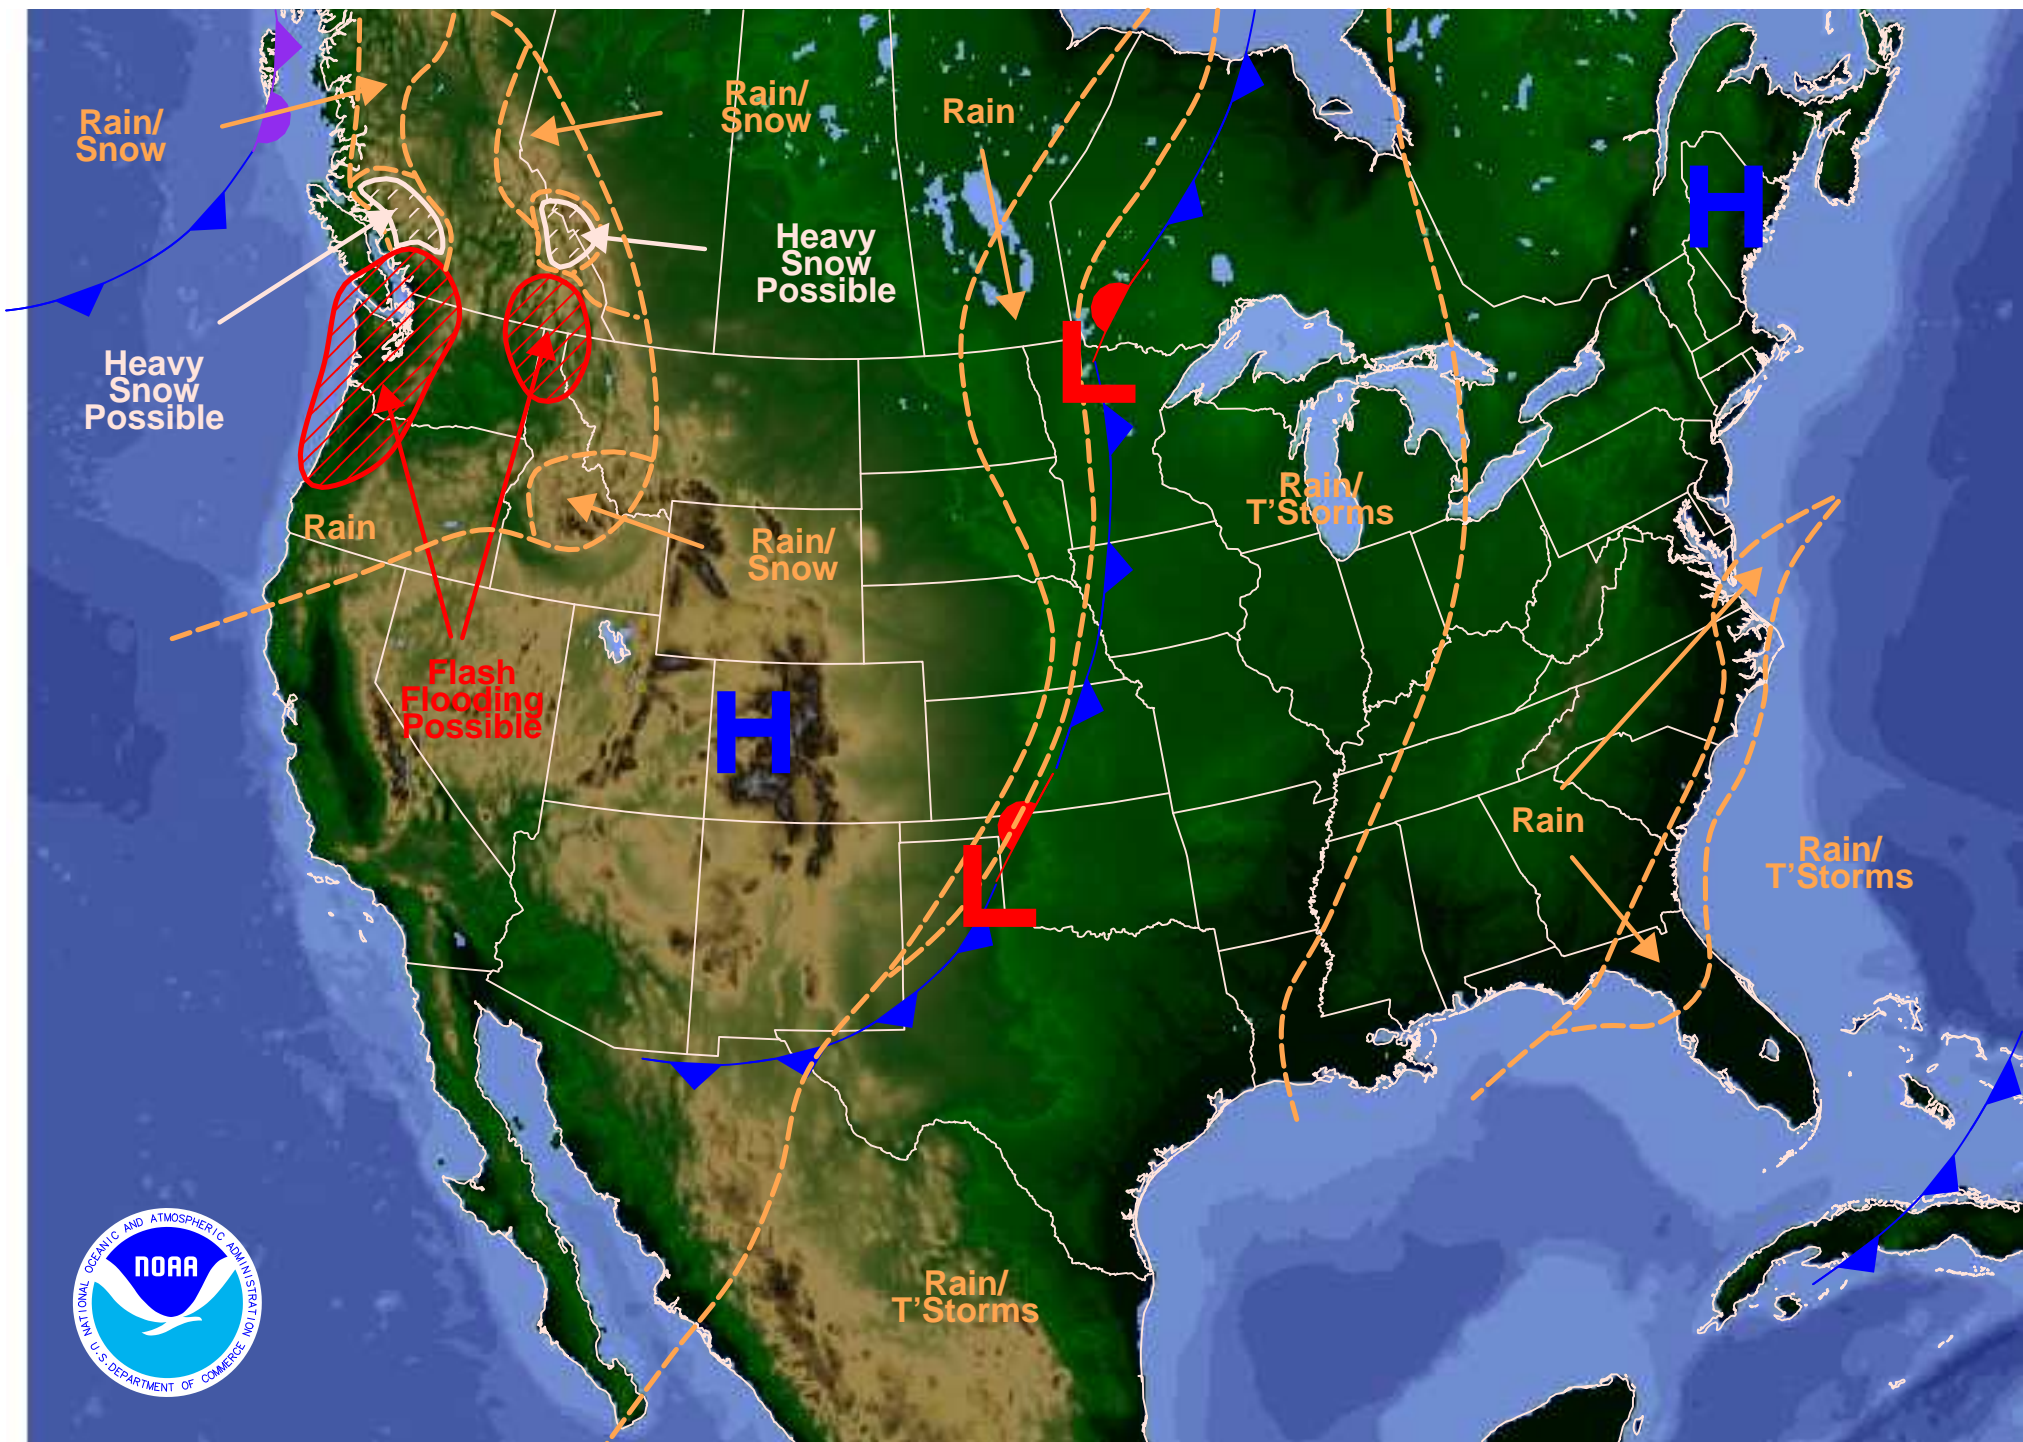 Rain/
Snow
Rain/
Snow
Rain
H
Heavy
Snow
Possible
Heavy
Snow
Possible
L
Rain/
T'Storms
Rain
Rain/
Snow
Flash
Flooding
Possible
H
Rain
Rain/
T'Storms
L
Rain/
T'Storms
NOAA
NATIONAL OCEANIC AND ATMOSPHERIC ADMINISTRATION
U.S. DEPARTMENT OF COMMERCE